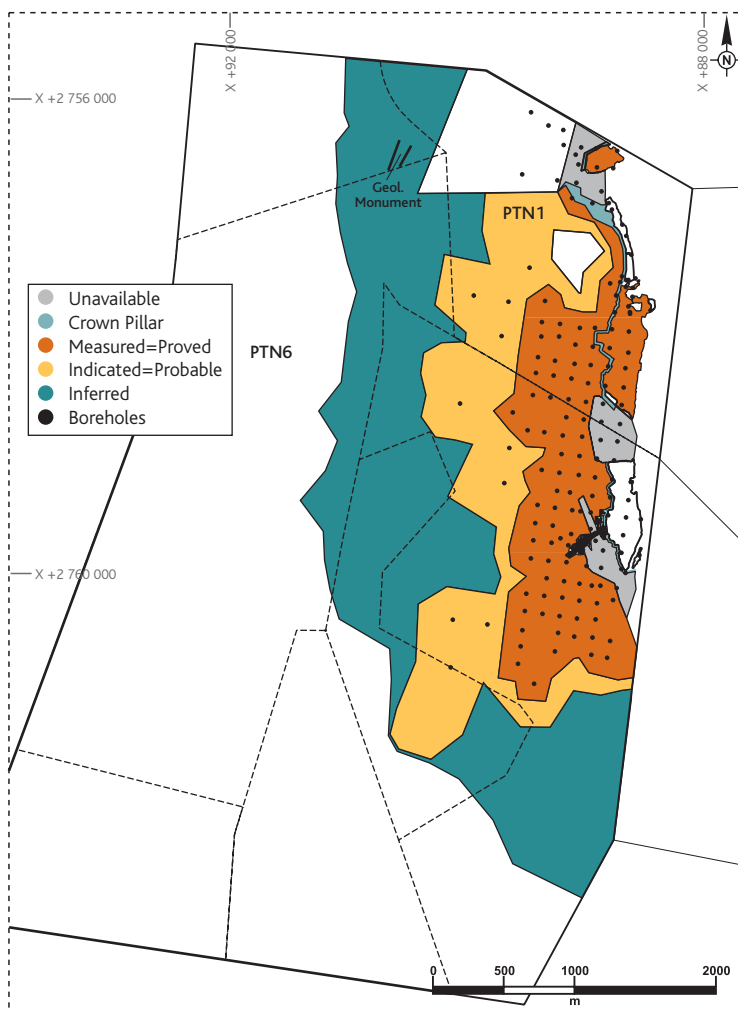 X +92 000
X +88 000
N
X +2 756 000
Geol.
Monument
PTN1
Unavailable
Crown Pillar
Measured=Proved
Indicated=Probable
Inferred
Boreholes
PTN6
X +2 760 000
0 500 1000 2000
m